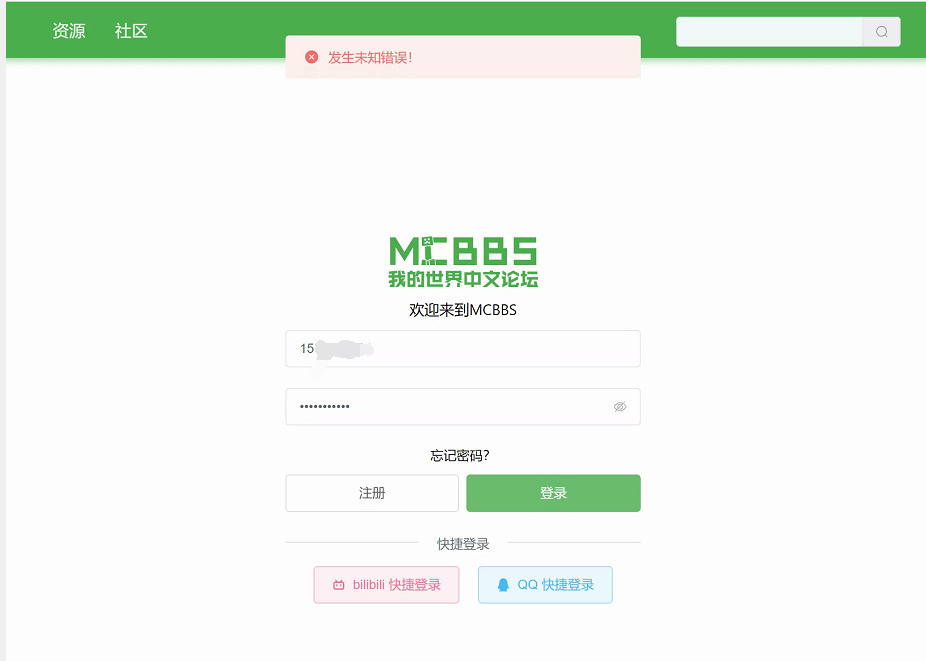 资源 社区
发生未知错误!
MCBBS
我的世界中文论坛
欢迎来到MCBBS
15
•••••••••••
忘记密码?
注册 登录
快捷登录
bilibili 快捷登录 QQ 快捷登录